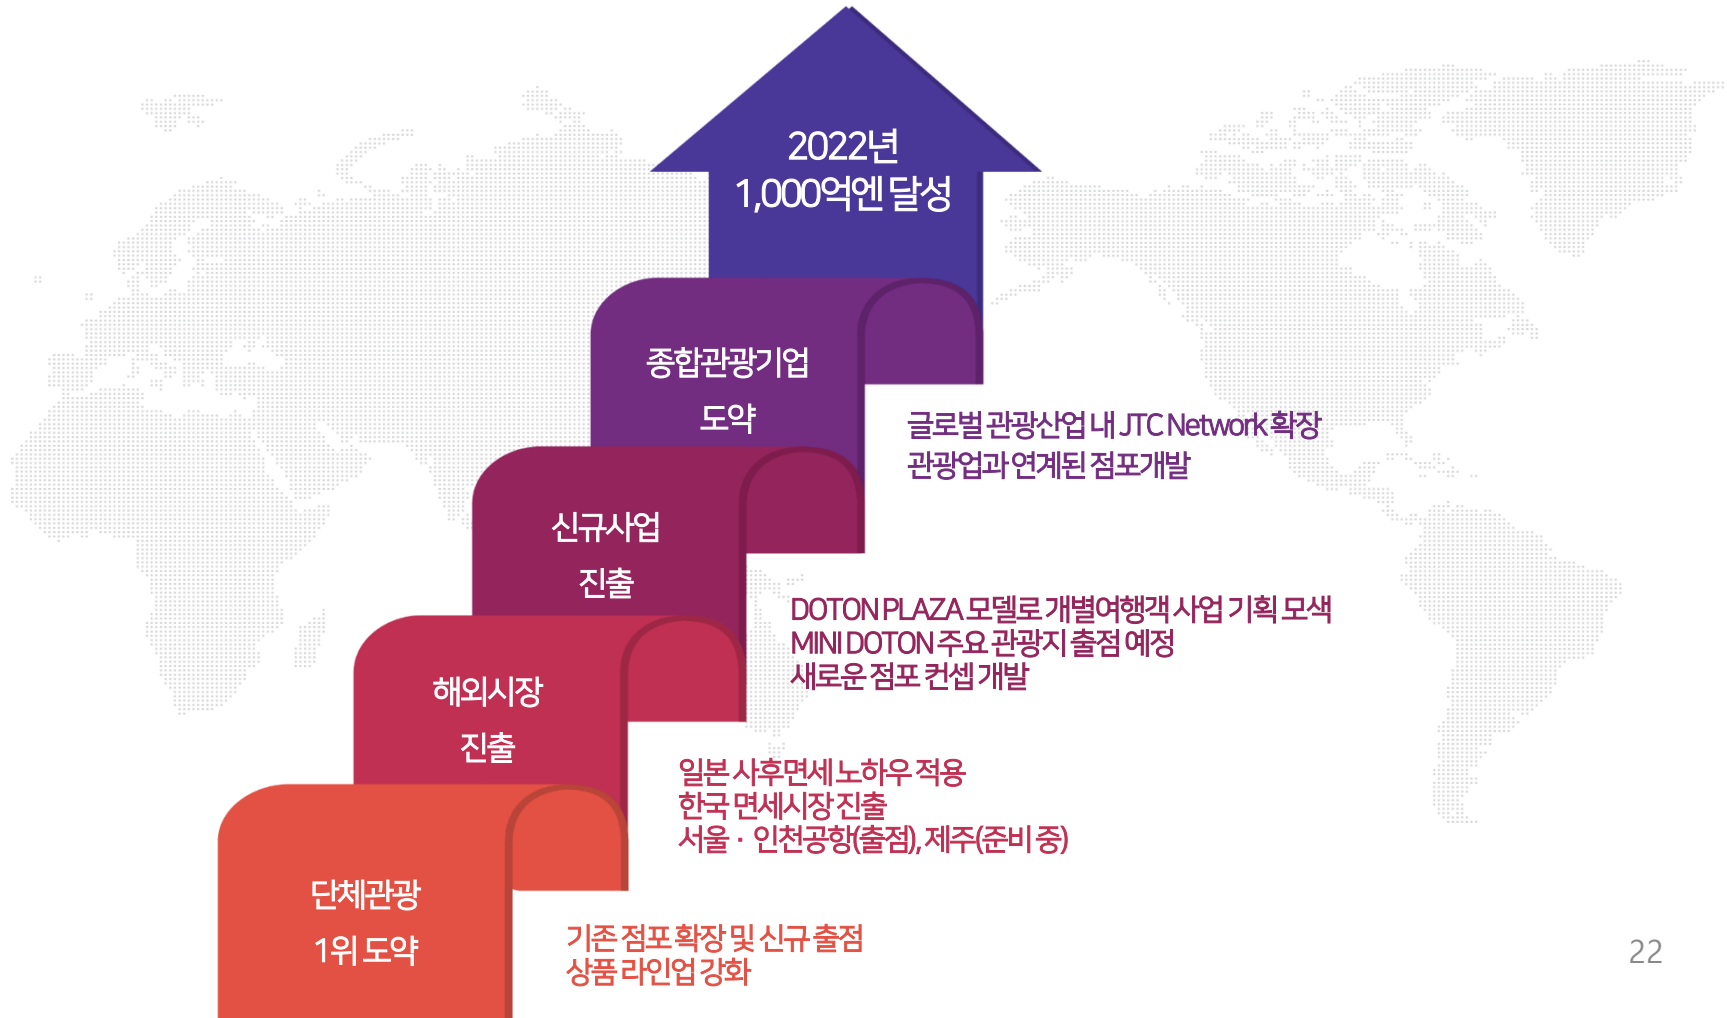 2022년
1,000억엔 달성
종합관광기업
도약
글로벌 관광산업 내 JTC Network 확장
관광업과 연계된 점포개발
신규사업
진출
DOTON PLAZA 모델로 개별여행객 사업 기획 모색
MINI DOTON 주요 관광지 출점 예정
새로운 점포 컨셉 개발
해외시장
진출
일본 사후면세 노하우 적용
한국 면세시장 진출
서울 · 인천공항(출점), 제주(준비 중)
단체관광
1위 도약
기존 점포 확장 및 신규 출점
상품 라인업 강화
22